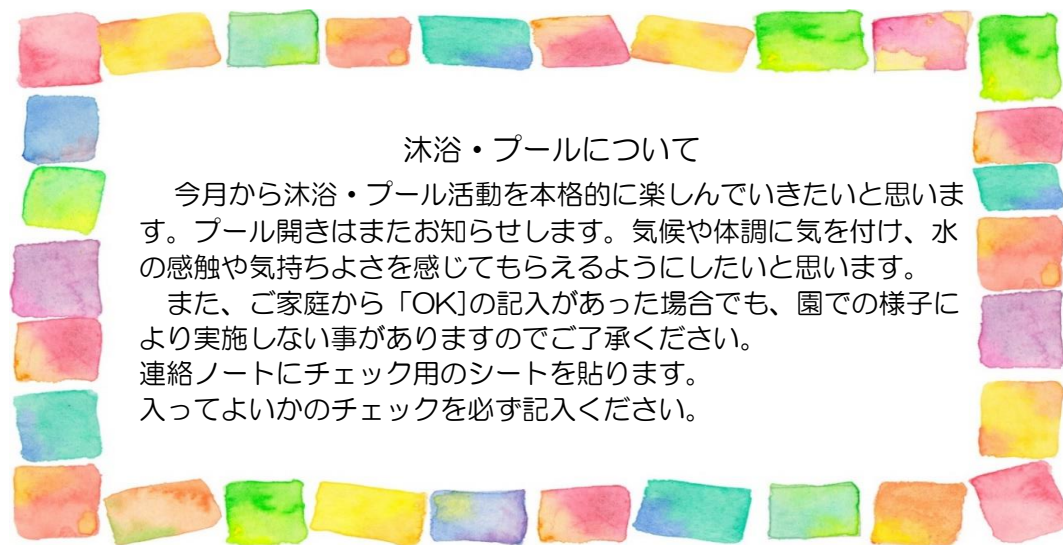 沐浴・プールについて
　今月から沐浴・プール活動を本格的に楽しんでいきたいと思いま
す。プール開きはまたお知らせします。気候や体調に気を付け、水
の感触や気持ちよさを感じてもらえるようにしたいと思います。
　また、ご家庭から「OK]の記入があった場合でも、園での様子に
より実施しない事がありますのでご了承ください。
連絡ノートにチェック用のシートを貼ります。
入ってよいかのチェックを必ず記入ください。